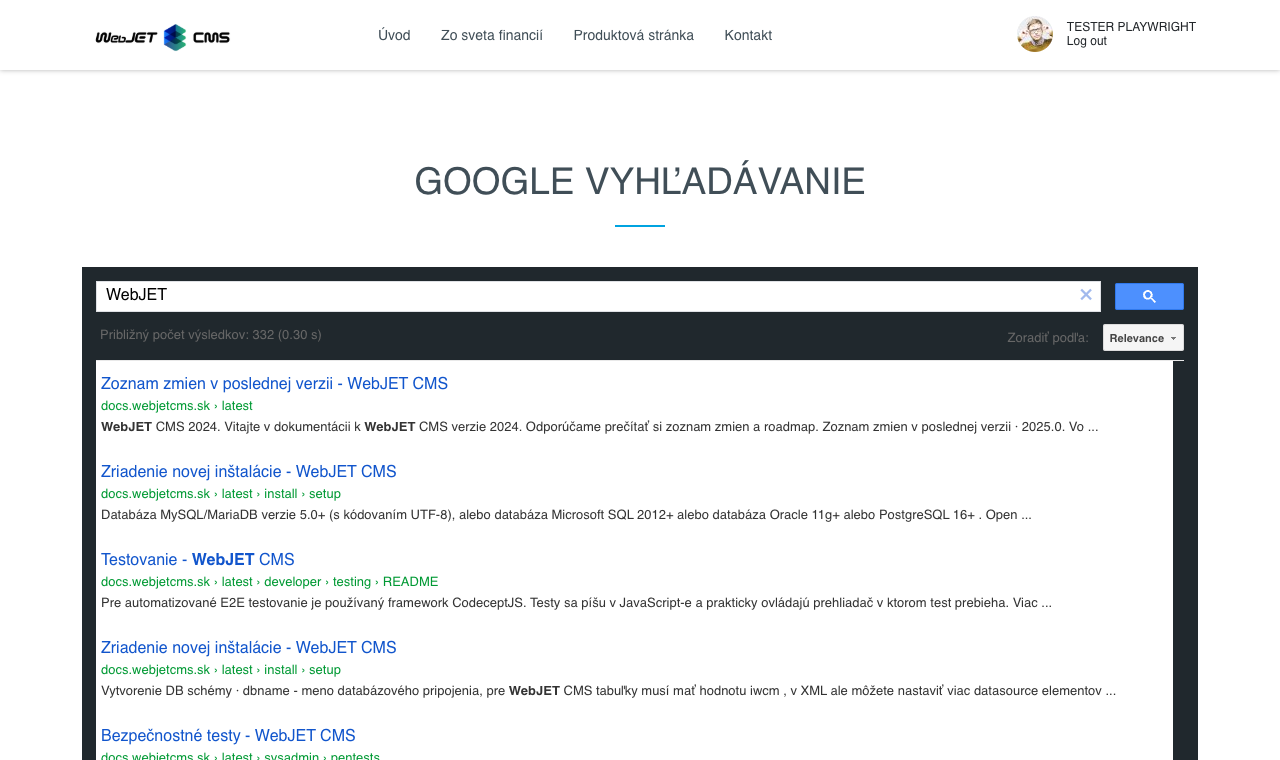 WebJET CMS
Úvod Zo sveta financií Produktová stránka Kontakt
TESTER PLAYWRIGHT
Log out
GOOGLE VYHĽADÁVANIE
WebJET
Približný počet výsledkov: 332 (0.30 s)
Zoradiť podľa: Relevance
Zoznam zmien v poslednej verzii - WebJET CMS
docs.webjetcms.sk › latest
WebJET CMS 2024. Vitajte v dokumentácii k WebJET CMS verzie 2024. Odporúčame prečítať si zoznam zmien a roadmap. Zoznam zmien v poslednej verzii · 2025.0. Vo ...
Zriadenie novej inštalácie - WebJET CMS
docs.webjetcms.sk › latest › install › setup
Databáza MySQL/MariaDB verzie 5.0+ (s kódovaním UTF-8), alebo databáza Microsoft SQL 2012+ alebo databáza Oracle 11g+ alebo PostgreSQL 16+ . Open ...
Testovanie - WebJET CMS
docs.webjetcms.sk › latest › developer › testing › README
Pre automatizované E2E testovanie je používaný framework CodeceptJS. Testy sa píšu v JavaScript-e a prakticky ovládajú prehliadač v ktorom test prebieha. Viac ...
Zriadenie novej inštalácie - WebJET CMS
docs.webjetcms.sk › latest › install › setup
Vytvorenie DB schémy · dbname - meno databázového pripojenia, pre WebJET CMS tabuľky musí mať hodnotu iwcm , v XML ale môžete nastaviť viac datasource elementov ...
Bezpečnostné testy - WebJET CMS
docs.webjetcms.sk › latest › sysadmin › pentests